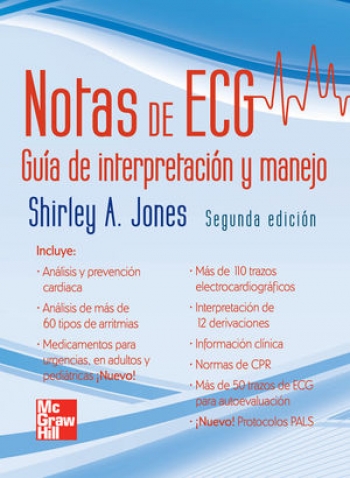 Notas DE ECG
Guía de interpretación y manejo
Shirley A. Jones Segunda edición
Incluye:
· Análisis y prevención
cardiaca
· Análisis de más de
60 tipos de arritmias
· Medicamentos para
urgencias, en adultos y
pediátricas ¡Nuevo!
· Más de 110 trazos
electrocardiográficos
· Interpretación de
12 derivaciones
· Información clínica
· Normas de CPR
· Más de 50 trazos de ECG
para autoevaluación
· ¡Nuevo! Protocolos PALS
Mc
Graw
Hill